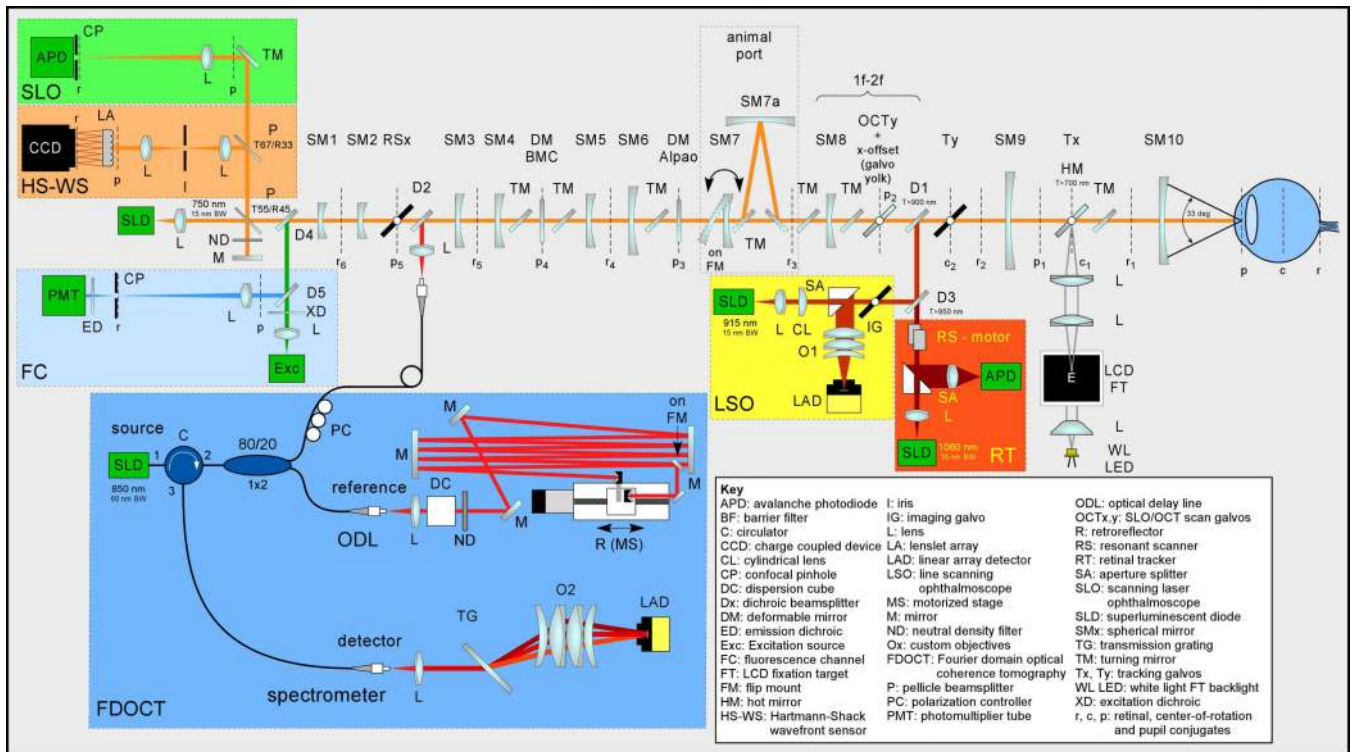 CP
APD
TM
L
r
p
SLO
r
LA
CCD
p
L
I
L
P
T67/R33
HS-WS
P
T55/R45
750 nm
15 nm BW
SLD
L
ND
M
D4
CP
PMT
ED
r
L
p
D5
XD
L
Exc
FC
SM1
SM2
RSx
SM3
SM4
DM
BMC
SM5
SM6
DM
Alpao
SM7
animal
port
SM7a
1f-2f
SM8
OCTy
+
x-offset
(galvo
yolk)
Ty
SM9
Tx
HM
T>700 nm
SM10
D2
TM
TM
TM
TM
TM
TM
D1
T>900 nm
TM
33 deg
L
r6
p5
r5
p4
r4
p3
on
FM
TM
r3
p2
c2
r2
p1
c1
r1
p
c
r
SLD
915 nm
15 nm BW
L
CL
SA
IG
O1
LAD
LSO
D3
T>950 nm
RS - motor
APD
SA
L
SLD
1060 nm
15 nm BW
RT
L
L
E
LCD
FT
L
WL
LED
source
C
SLD
1
2
3
850 nm
60 nm BW
80/20
1x2
PC
M
M
on
FM
M
reference
DC
L
ND
M
ODL
R (MS)
TG
O2
LAD
detector
L
spectrometer
FDOCT
Key
APD: avalanche photodiode
BF: barrier filter
C: circulator
CCD: charge coupled device
CL: cylindrical lens
CP: confocal pinhole
DC: dispersion cube
Dx: dichroic beamsplitter
DM: deformable mirror
ED: emission dichroic
Exc: Excitation source
FC: fluorescence channel
FT: LCD fixation target
FM: flip mount
HM: hot mirror
HS-WS: Hartmann-Shack
wavefront sensor
I: iris
IG: imaging galvo
L: lens
LA: lenslet array
LAD: linear array detector
LSO: line scanning
ophthalmoscope
MS: motorized stage
M: mirror
ND: neutral density filter
Ox: custom objectives
FDOCT: Fourier domain optical
coherence tomography
P: pellicle beamsplitter
PC: polarization controller
PMT: photomultiplier tube
ODL: optical delay line
OCTx,y: SLO/OCT scan galvos
R: retroreflector
RS: resonant scanner
RT: retinal tracker
SA: aperture splitter
SLO: scanning laser
ophthalmoscope
SLD: superluminescent diode
SMx: spherical mirror
TG: transmission grating
TM: turning mirror
Tx, Ty: tracking galvos
WL LED: white light FT backlight
XD: excitation dichroic
r, c, p: retinal, center-of-rotation
and pupil conjugates